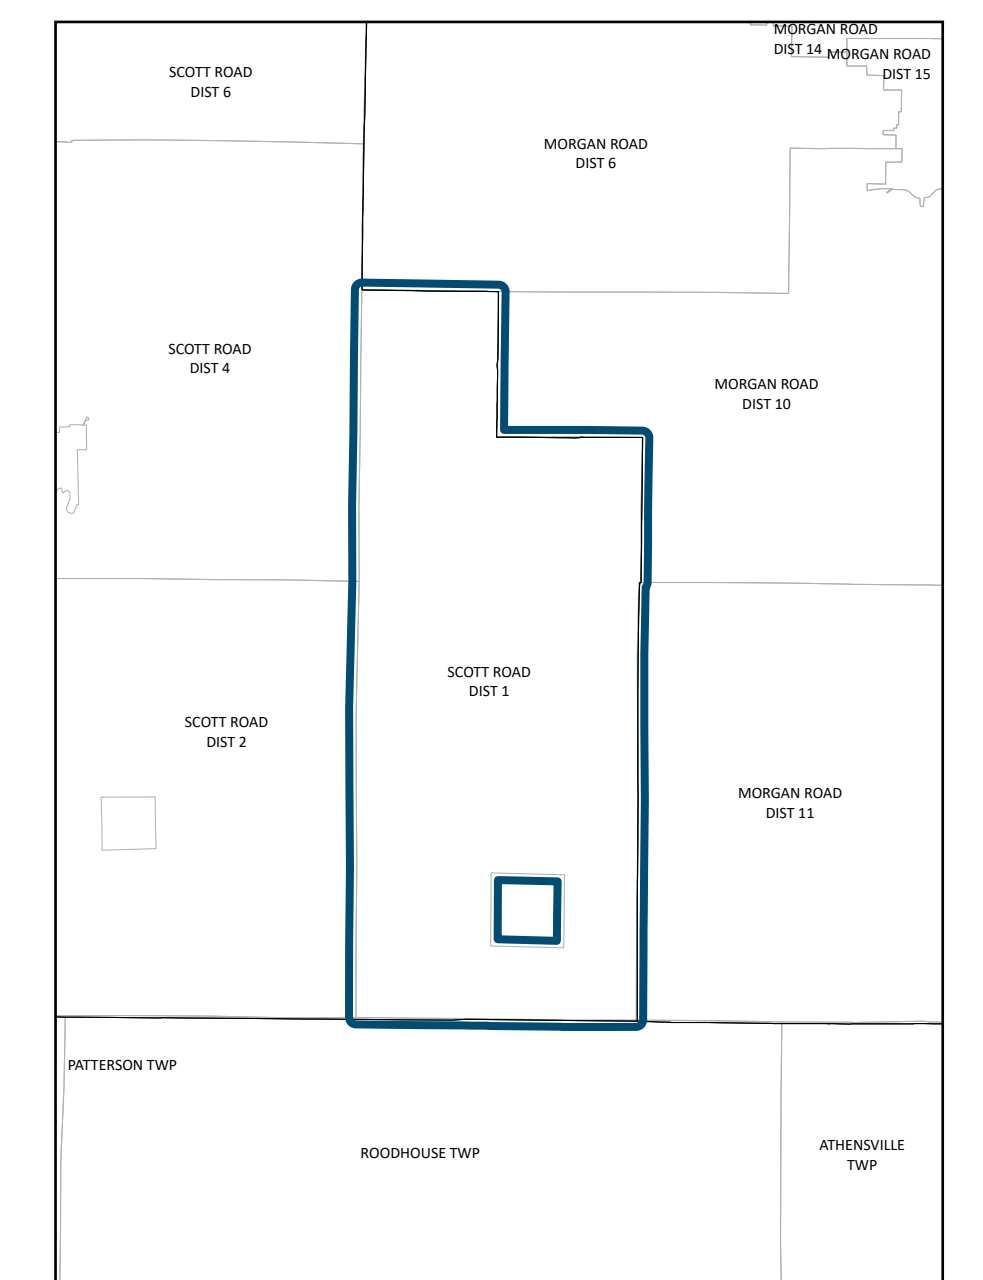 MORGAN ROAD
DIST 14
MORGAN ROAD
DIST 15
SCOTT ROAD
DIST 6
MORGAN ROAD
DIST 6
SCOTT ROAD
DIST 4
MORGAN ROAD
DIST 10
SCOTT ROAD
DIST 1
SCOTT ROAD
DIST 2
MORGAN ROAD
DIST 11
PATTERSON TWP
ROODHOUSE TWP
ATHENSVILLE
TWP